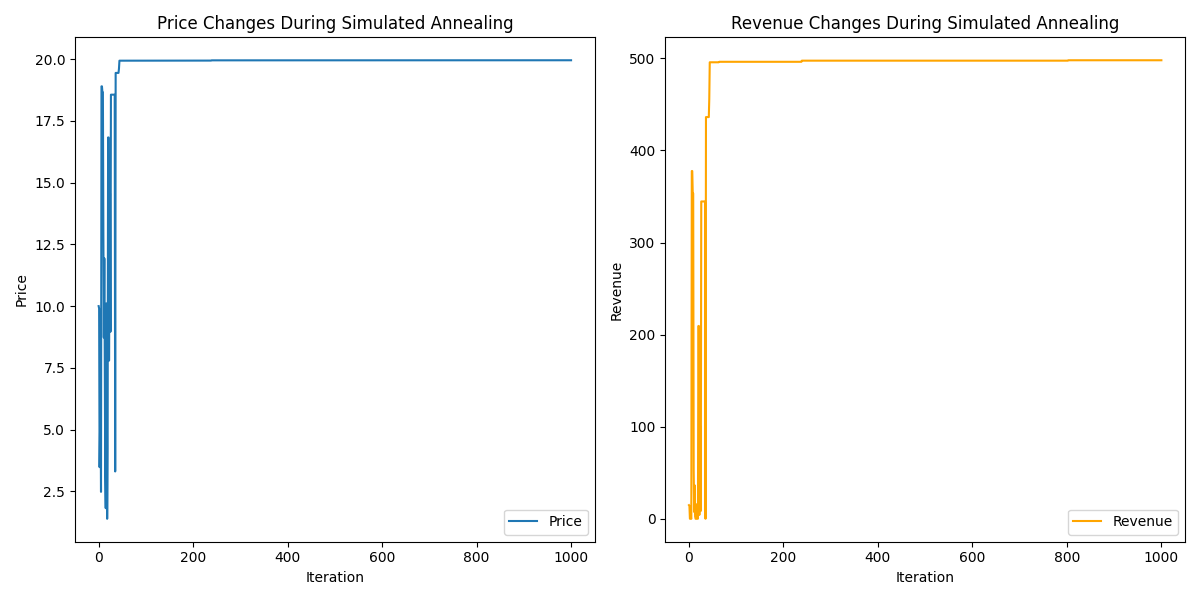 Price Changes During Simulated Annealing
Price
20.0
17.5
15.0
12.5
10.0
7.5
5.0
2.5
0 200 400 600 800 1000
Iteration
Price
Revenue Changes During Simulated Annealing
Revenue
500
400
300
200
100
0
0 200 400 600 800 1000
Iteration
Revenue